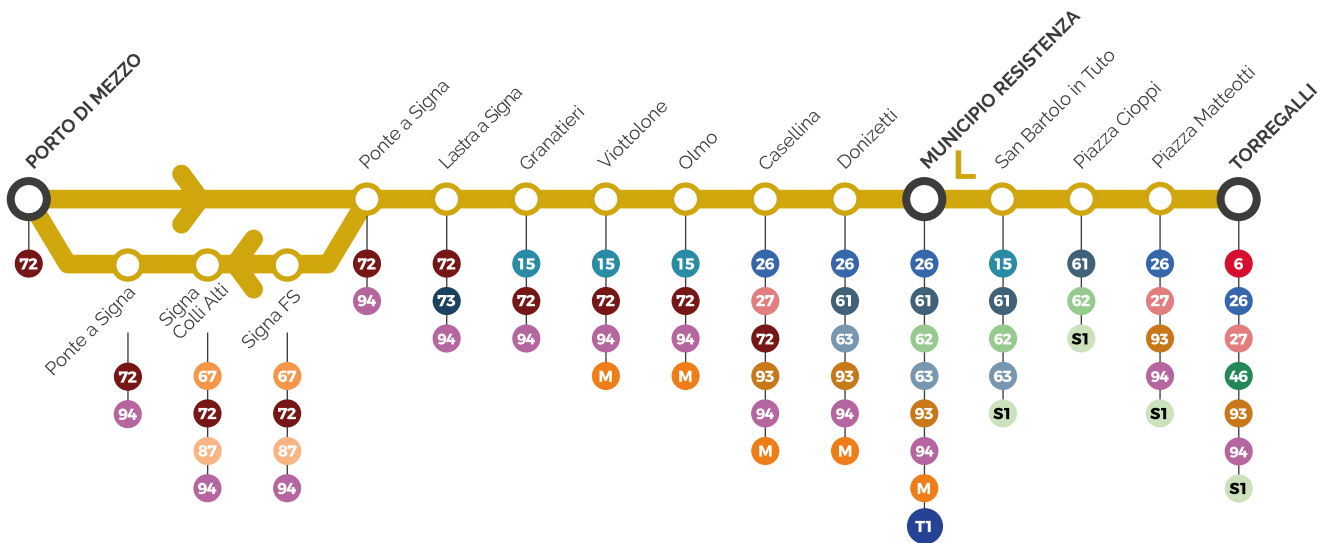 PORTO DI MEZZO
72
Ponte a Signa
72
94
Signa
Colli Alti
67
72
87
94
Signa FS
67
72
87
94
Ponte a Signa
72
94
Lastra a Signa
72
73
94
Granatieri
15
72
94
Viottolone
15
72
94
M
Olmo
15
72
94
M
Casellina
26
27
72
93
94
M
Donizetti
26
61
63
93
94
M
MUNICIPIO RESISTENZA
26
61
62
63
93
94
M
T1
L
San Bartolo in Tuto
15
61
62
63
S1
Piazza Cioppi
61
62
S1
Piazza Matteotti
26
27
93
94
S1
TORREGALLI
6
26
27
46
93
94
S1